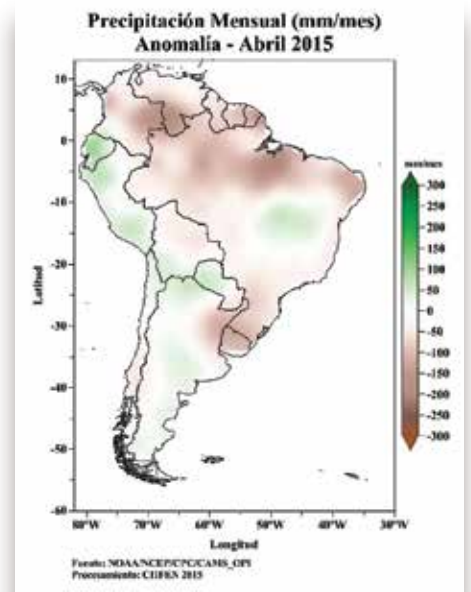 Precipitación Mensual (mm/mes)
Anomalía - Abril 2015
mm/mes
10
0
-10
-20
-30
-40
-50
-60
300
250
200
150
100
50
0
-50
-100
-150
-200
-250
-300
Latitud
80°W
70°W
60°W
50°W
40°W
30°W
Longitud
Fuente: NOAA/NCEP/CPC/CAMS_OPI
Procesamiento: CIIFEN 2015